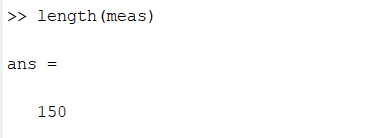 >> length(meas)
ans =
150